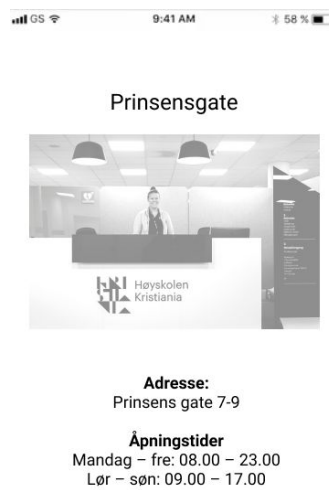 GS 9:41 AM 58 %
Prinsensgate
Høyskolen
Kristiania
Adresse:
Prinsens gate 7-9
Åpningstider
Mandag – fre: 08.00 – 23.00
Lør – søn: 09.00 – 17.00